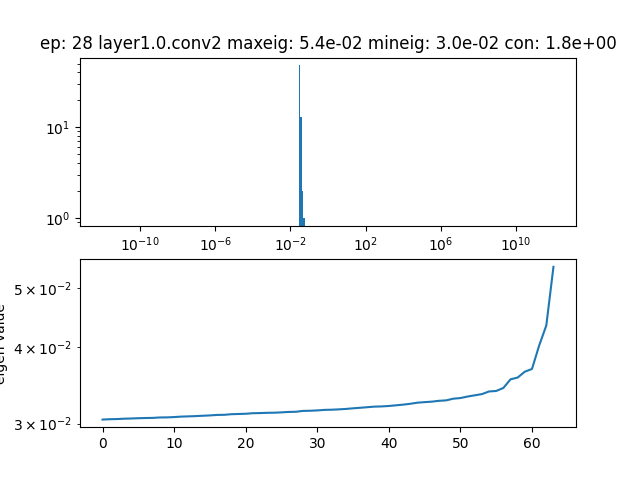 ep: 28 layer1.0.conv2 maxeig: 5.4e-02 mineig: 3.0e-02 con: 1.8e+00
10¹
10⁰
10⁻¹⁰ 10⁻⁶ 10⁻² 10² 10⁶ 10¹⁰
eigen value
5 × 10⁻²
4 × 10⁻²
3 × 10⁻²
0 10 20 30 40 50 60